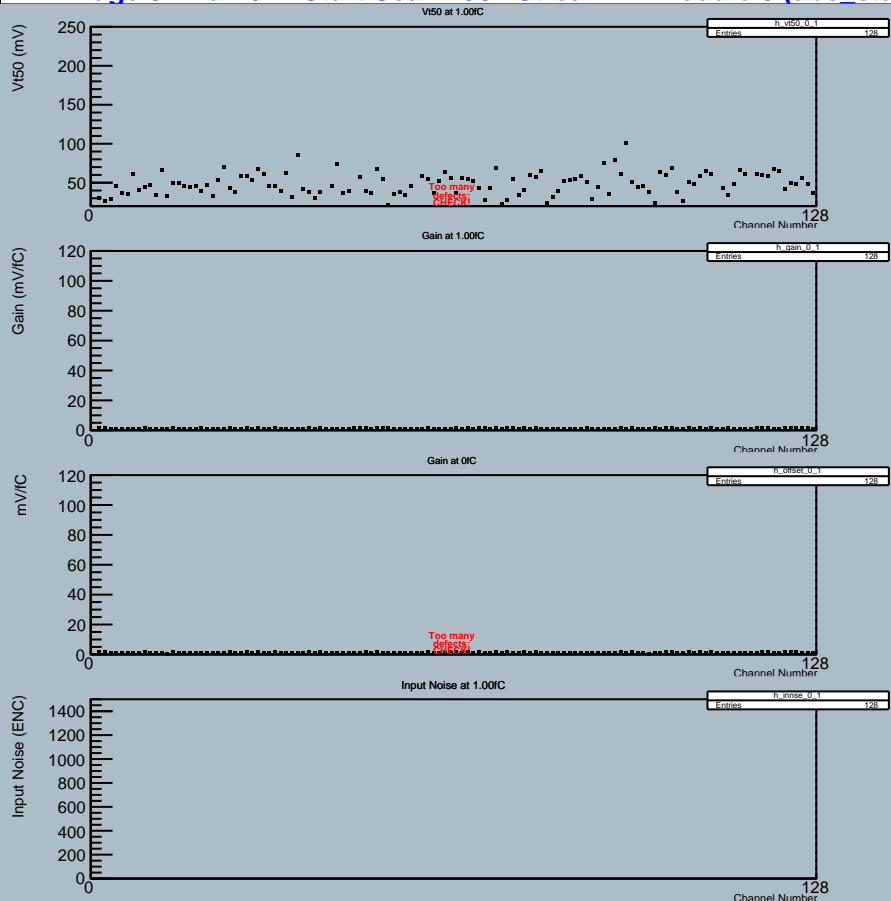 Vt50 at 1.00fC
h_vt50_0_1
Entries 128
Vt50 (mV)
250
200
150
100
50
Too many
defects:
CHECK!
0
128
Channel Number
Gain at 1.00fC
h_gain_0_1
Entries 128
Gain (mV/fC)
120
100
80
60
40
20
0
0
128
Channel Number
Gain at 0fC
h_offset_0_1
Entries 128
mV/fC
120
100
80
60
40
20
Too many
defects:
CHECK!
0
0
128
Channel Number
Input Noise at 1.00fC
h_innse_0_1
Entries 128
Input Noise (ENC)
1400
1200
1000
800
600
400
200
0
0
128
Channel Number